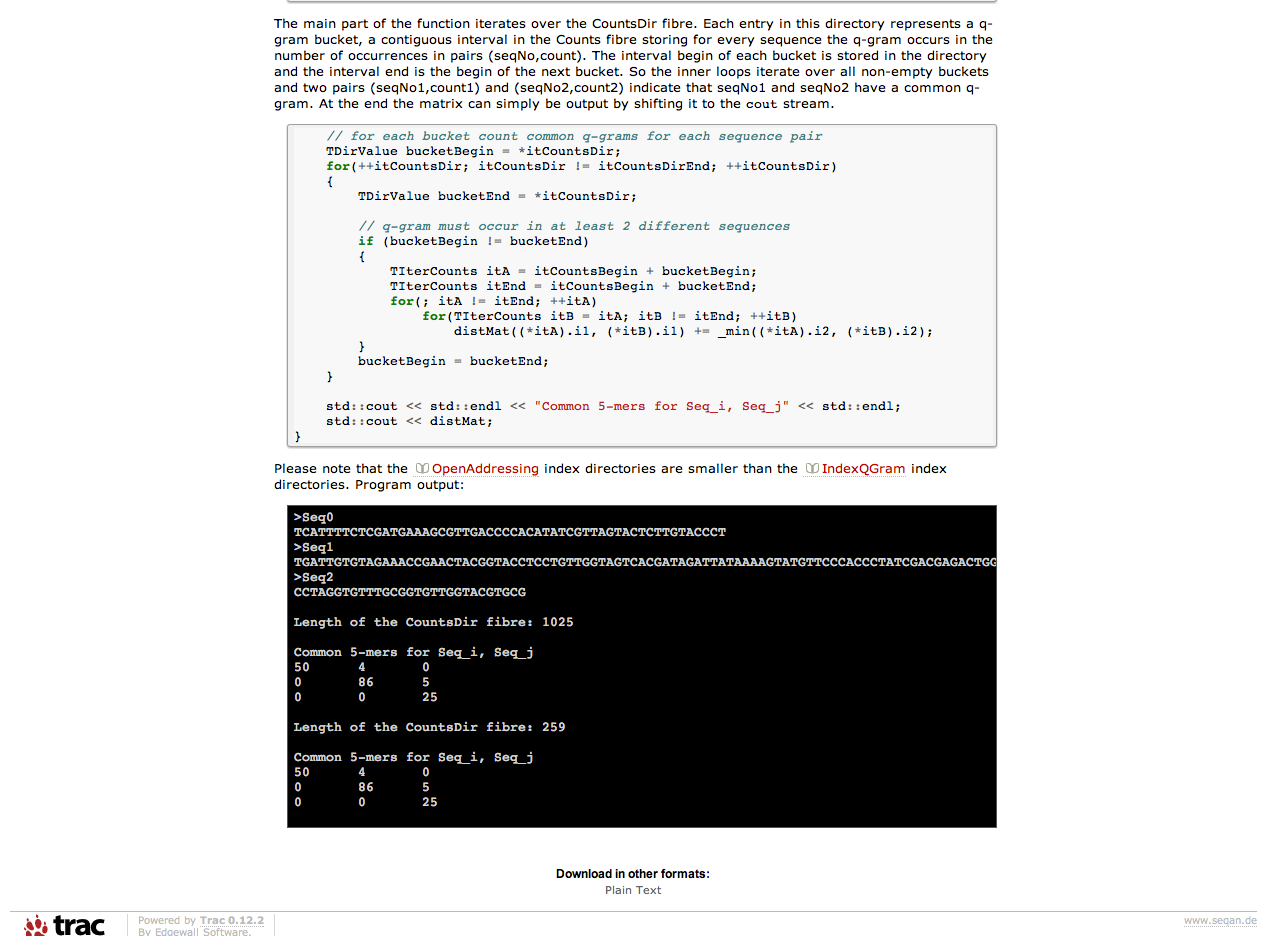 The main part of the function iterates over the CountsDir fibre. Each entry in this directory represents a q-
gram bucket, a contiguous interval in the Counts fibre storing for every sequence the q-gram occurs in the
number of occurrences in pairs (seqNo,count). The interval begin of each bucket is stored in the directory
and the interval end is the begin of the next bucket. So the inner loops iterate over all non-empty buckets
and two pairs (seqNo1,count1) and (seqNo2,count2) indicate that seqNo1 and seqNo2 have a common q-
gram. At the end the matrix can simply be output by shifting it to the cout stream.
// for each bucket count common q-grams for each sequence pair
TDirValue bucketBegin = *itCountsDir;
for(++itCountsDir; itCountsDir != itCountsDirEnd; ++itCountsDir)
{
TDirValue bucketEnd = *itCountsDir;
// q-gram must occur in at least 2 different sequences
if (bucketBegin != bucketEnd)
{
TIterCounts itA = itCountsBegin + bucketBegin;
TIterCounts itEnd = itCountsBegin + bucketEnd;
for(; itA != itEnd; ++itA)
for(TIterCounts itB = itA; itB != itEnd; ++itB)
distMat((*itA).i1, (*itB).i1) += _min((*itA).i2, (*itB).i2);
}
bucketBegin = bucketEnd;
}
std::cout << std::endl << "Common 5-mers for Seq_i, Seq_j" << std::endl;
std::cout << distMat;
}
Please note that the OpenAddressing index directories are smaller than the IndexQGram index
directories. Program output:
>Seq0
TCATTTTCTCGATGAAAGCGTTGACCCCACATATCGTTAGTACTCTTGTACCCT
>Seq1
TGATTGTGTAGAAACCGAACTACGGTACCTCCTGTTGGTAGTCACGATAGATTATAAAAGTATGTTCCCACCCTATCGACGAGACTGG
>Seq2
CCTAGGTGTTTGCGGTGTTGGTACGTGCG
Length of the CountsDir fibre: 1025
Common 5-mers for Seq_i, Seq_j
50 4 0
0 86 5
0 0 25
Length of the CountsDir fibre: 259
Common 5-mers for Seq_i, Seq_j
50 4 0
0 86 5
0 0 25
Download in other formats:
Plain Text
trac
Powered by Trac 0.12.2
By Edgewall Software.
www.seqan.de